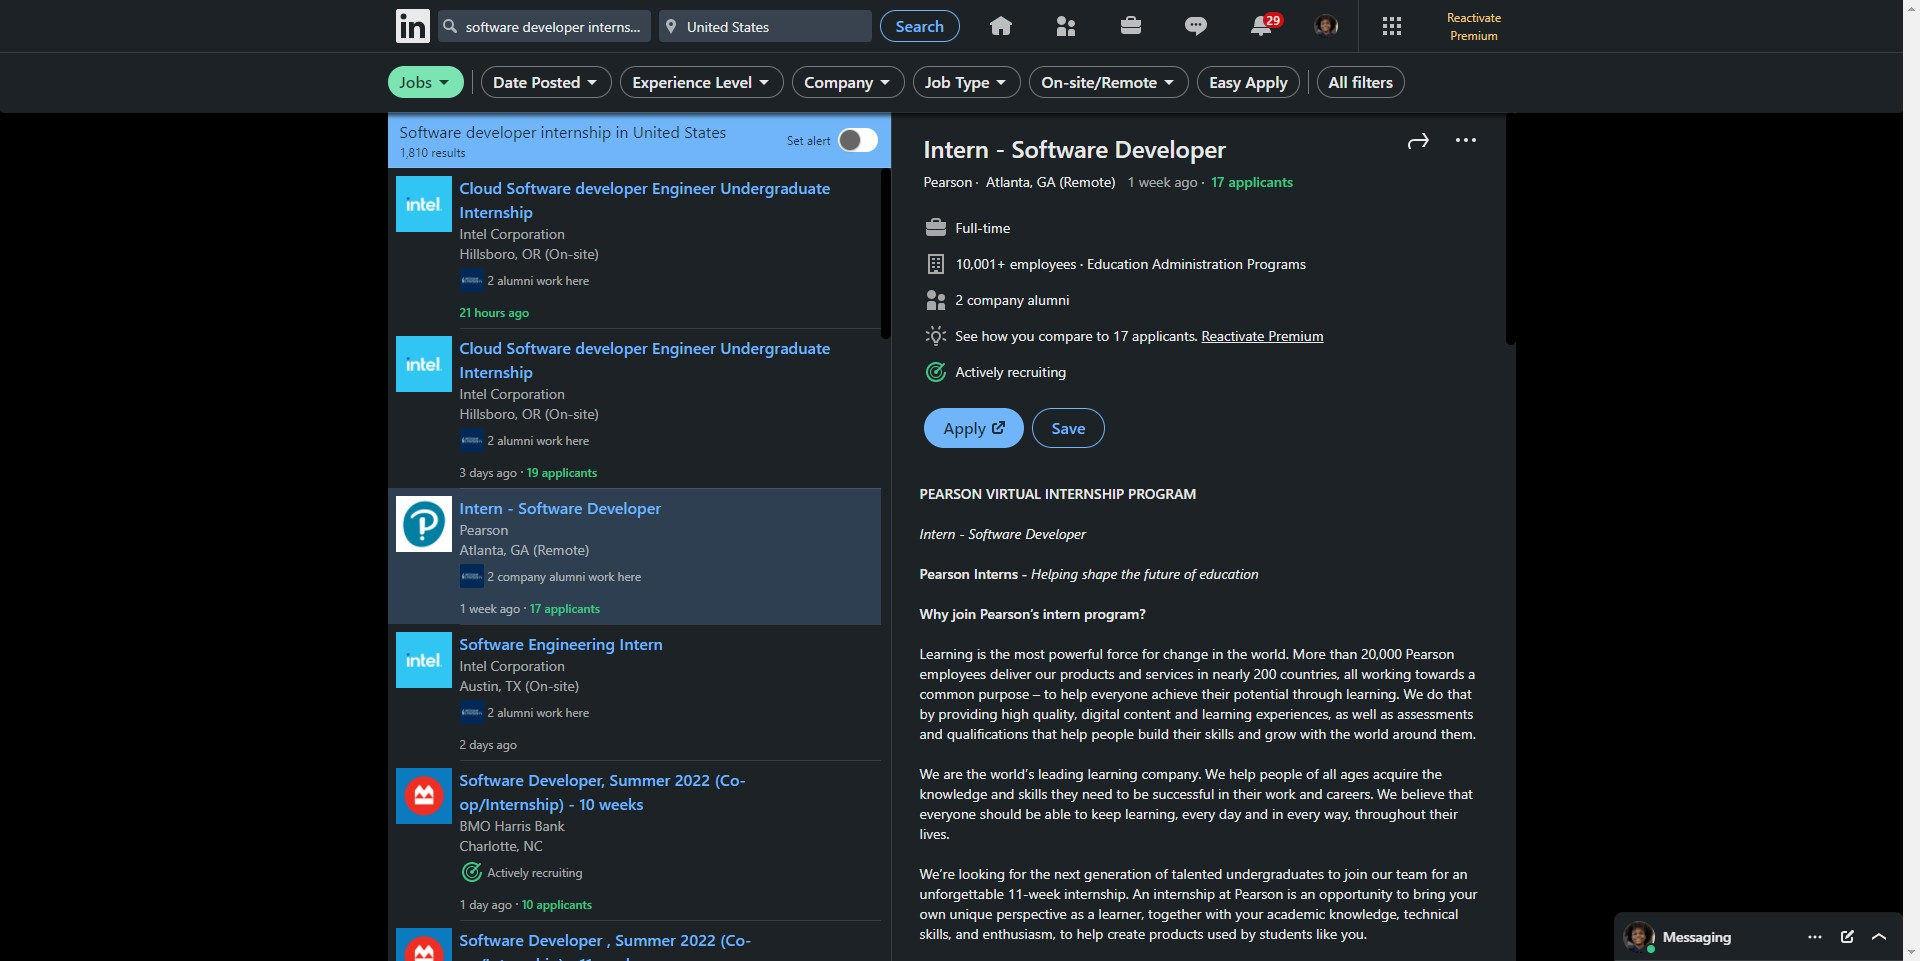 in
software developer interns...
United States
Search
29
Reactivate
Premium
Jobs
Date Posted
Experience Level
Company
Job Type
On-site/Remote
Easy Apply
All filters
Software developer internship in United States
1,810 results
Set alert
intel.
Cloud Software developer Engineer Undergraduate
Internship
Intel Corporation
Hillsboro, OR (On-site)
2 alumni work here
21 hours ago
intel.
Cloud Software developer Engineer Undergraduate
Internship
Intel Corporation
Hillsboro, OR (On-site)
2 alumni work here
3 days ago · 19 applicants
Intern - Software Developer
Pearson
Atlanta, GA (Remote)
2 company alumni work here
1 week ago · 17 applicants
intel.
Software Engineering Intern
Intel Corporation
Austin, TX (On-site)
2 alumni work here
2 days ago
Software Developer, Summer 2022 (Co-
op/Internship) - 10 weeks
BMO Harris Bank
Charlotte, NC
Actively recruiting
1 day ago · 10 applicants
Software Developer , Summer 2022 (Co-
Intern - Software Developer
Pearson · Atlanta, GA (Remote) 1 week ago · 17 applicants
Full-time
10,001+ employees · Education Administration Programs
2 company alumni
See how you compare to 17 applicants. Reactivate Premium
Actively recruiting
Apply
Save
PEARSON VIRTUAL INTERNSHIP PROGRAM
Intern - Software Developer
Pearson Interns - Helping shape the future of education
Why join Pearson's intern program?
Learning is the most powerful force for change in the world. More than 20,000 Pearson
employees deliver our products and services in nearly 200 countries, all working towards a
common purpose – to help everyone achieve their potential through learning. We do that
by providing high quality, digital content and learning experiences, as well as assessments
and qualifications that help people build their skills and grow with the world around them.
We are the world's leading learning company. We help people of all ages acquire the
knowledge and skills they need to be successful in their work and careers. We believe that
everyone should be able to keep learning, every day and in every way, throughout their
lives.
We're looking for the next generation of talented undergraduates to join our team for an
unforgettable 11-week internship. An internship at Pearson is an opportunity to bring your
own unique perspective as a learner, together with your academic knowledge, technical
skills, and enthusiasm, to help create products used by students like you.
Messaging